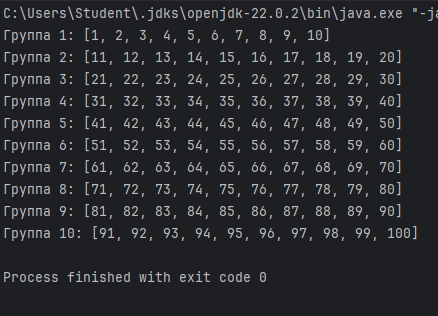 C:\Users\Student\.jdks\openjdk-22.0.2\bin\java.exe "-ja
Группа 1: [1, 2, 3, 4, 5, 6, 7, 8, 9, 10]
Группа 2: [11, 12, 13, 14, 15, 16, 17, 18, 19, 20]
Группа 3: [21, 22, 23, 24, 25, 26, 27, 28, 29, 30]
Группа 4: [31, 32, 33, 34, 35, 36, 37, 38, 39, 40]
Группа 5: [41, 42, 43, 44, 45, 46, 47, 48, 49, 50]
Группа 6: [51, 52, 53, 54, 55, 56, 57, 58, 59, 60]
Группа 7: [61, 62, 63, 64, 65, 66, 67, 68, 69, 70]
Группа 8: [71, 72, 73, 74, 75, 76, 77, 78, 79, 80]
Группа 9: [81, 82, 83, 84, 85, 86, 87, 88, 89, 90]
Группа 10: [91, 92, 93, 94, 95, 96, 97, 98, 99, 100]
Process finished with exit code 0